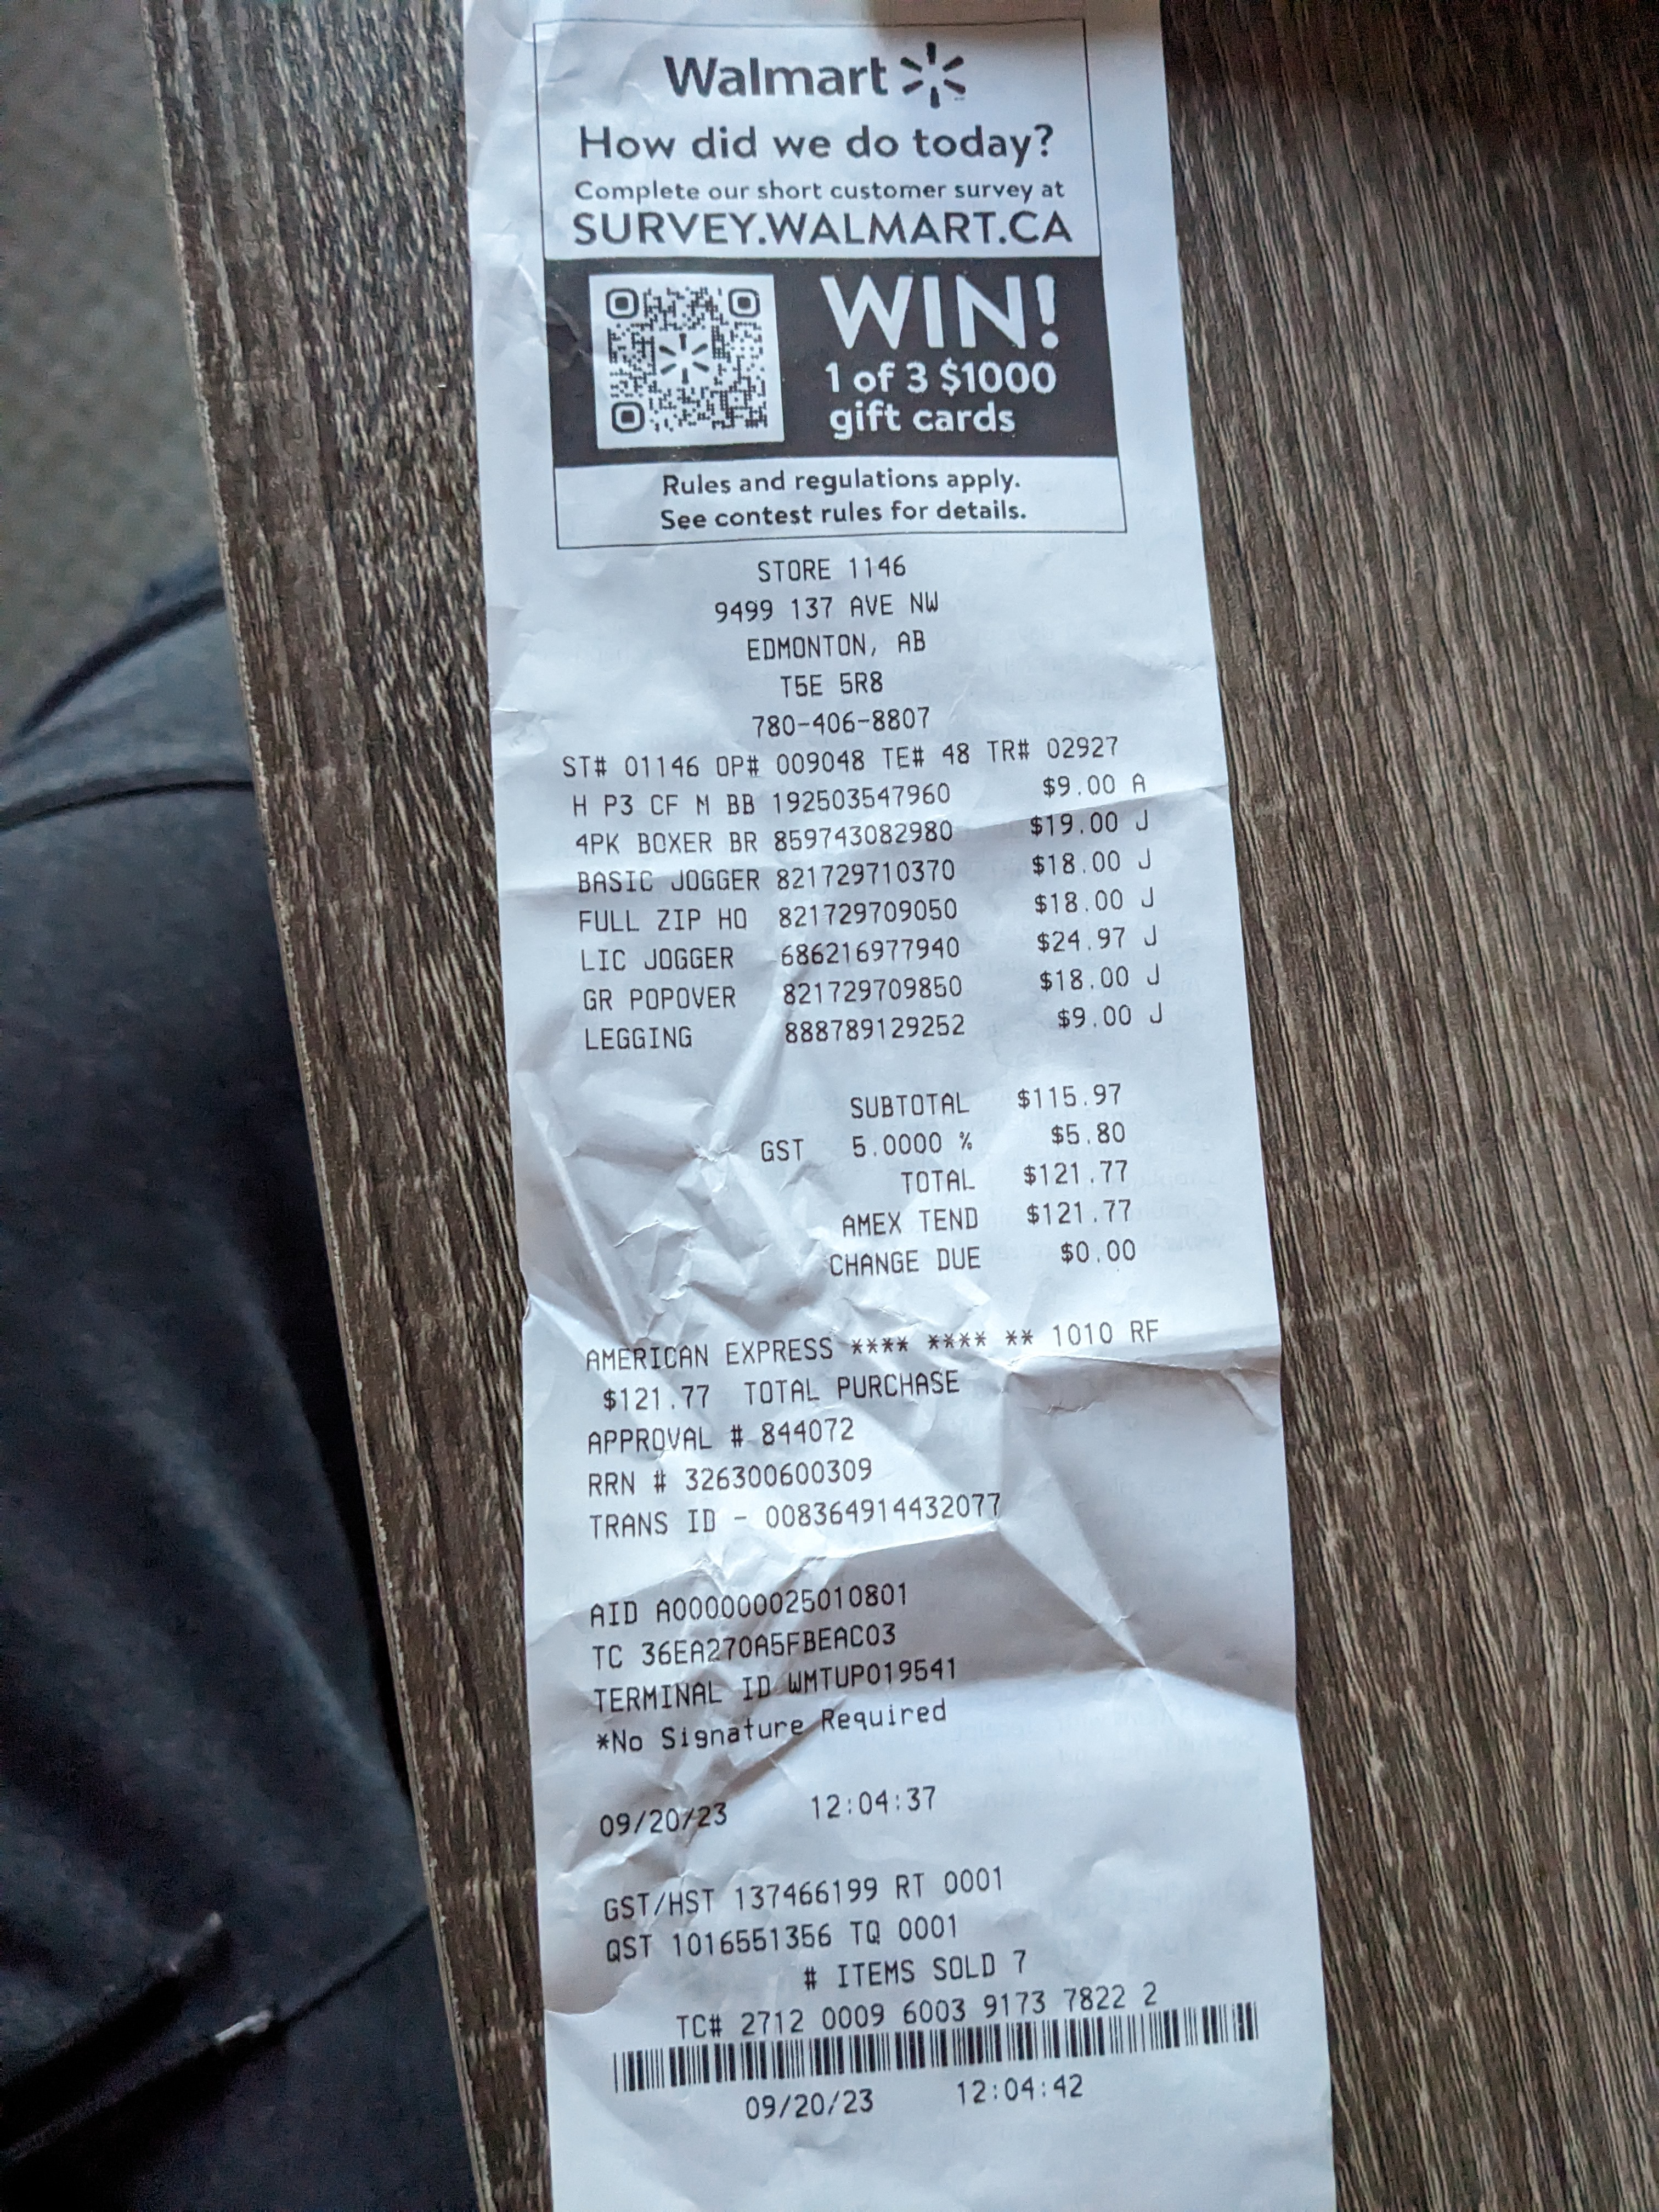 Walmart
How did we do today?
Complete our short customer survey at
SURVEY.WALMART.CA
WIN!
1 of 3 $1000
gift cards
Rules and regulations apply.
See contest rules for details.
STORE 1146
9499 137 AVE NW
EDMONTON, AB
T5E 5R8
780-406-8807
ST# 01146 OP# 009048 TE# 48 TR# 02927
H P3 CF M BB 192503547960 $9.00 A
4PK BOXER BR 859743082980 $19.00 J
BASIC JOGGER 821729710370 $18.00 J
FULL ZIP HO 821729709050 $18.00 J
LIC JOGGER 686216977940 $24.97 J
GR POPOVER 821729709850 $18.00 J
LEGGING 888789129252 $9.00 J
SUBTOTAL $115.97
GST 5.0000 % $5.80
TOTAL $121.77
AMEX TEND $121.77
CHANGE DUE $0.00
AMERICAN EXPRESS **** **** ** 1010 RF
$121.77 TOTAL PURCHASE
APPROVAL # 844072
RRN # 326300600309
TRANS ID - 008364914432077
AID A000000025010801
TC 36EA270A5FBEAC03
TERMINAL ID WMTUP019541
*No Signature Required
09/20/23 12:04:37
GST/HST 137466199 RT 0001
QST 1016551356 TQ 0001
# ITEMS SOLD 7
TC# 2712 0009 6003 9173 7822 2
09/20/23 12:04:42